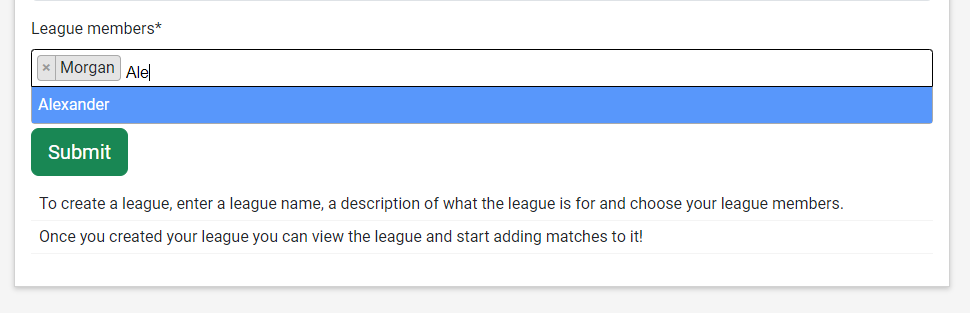 League members*
× Morgan Ale
Alexander
Submit
To create a league, enter a league name, a description of what the league is for and choose your league members.
Once you created your league you can view the league and start adding matches to it!